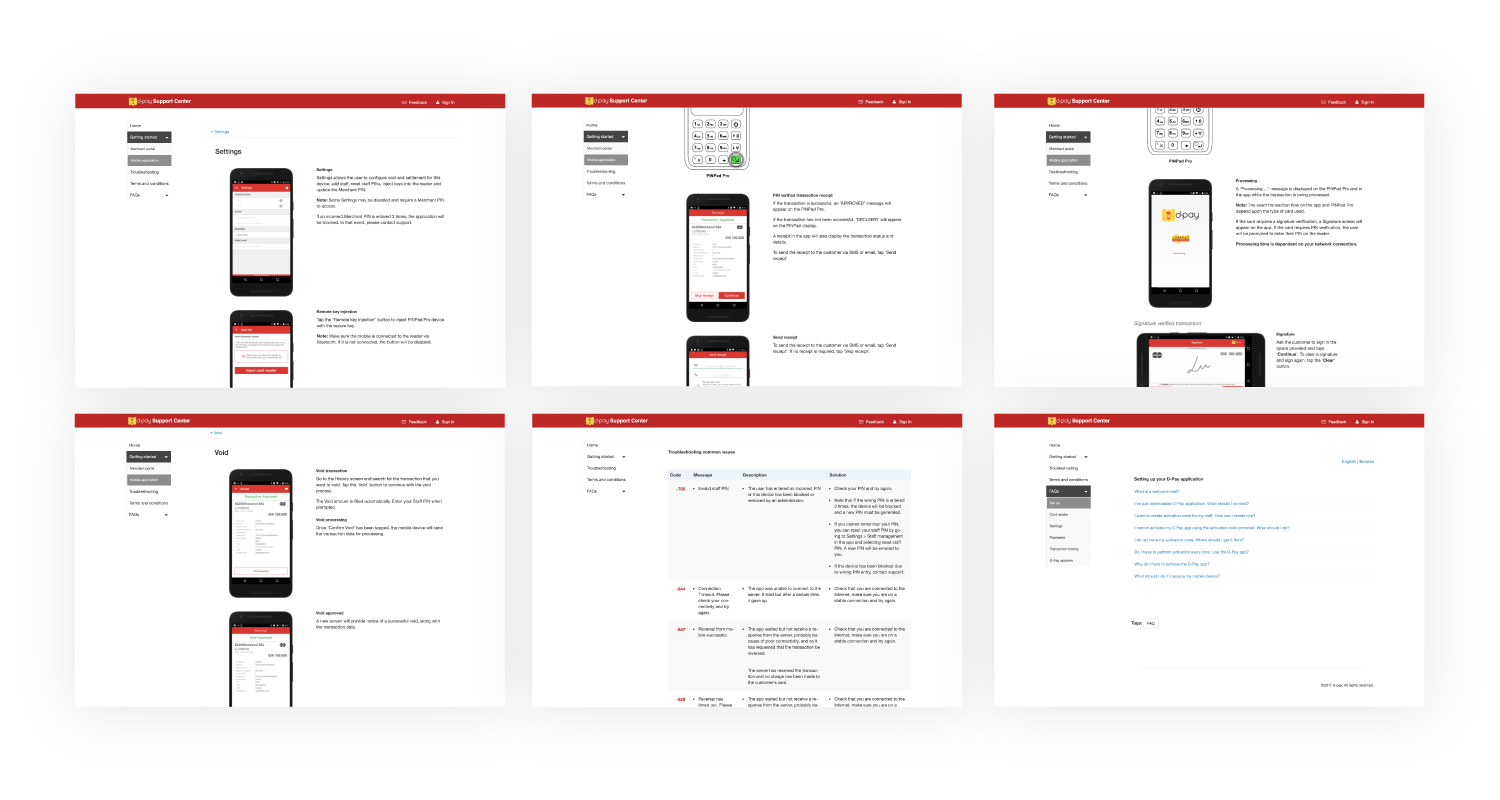 d·pay Support Center
Feedback
Sign in
Home
Getting started
Merchant portal
Mobile application
Troubleshooting
Terms and conditions
FAQs
Settings
Settings
Settings
Settings allows the user to configure void and settlement for this
device, add staff, reset staff PINs, inject keys into the reader and
update the Merchant PIN.
Note: Some Settings may be disabled and require a Merchant PIN
to access.
If an incorrect Merchant PIN is entered 3 times, the application will
be blocked. In that event, please contact support.
Remote key injection
Tap the "Remote key injection" button to inject PINPad Pro device
with the secure key.
Note: Make sure the mobile is connected to the reader via
Bluetooth. If it is not connected, the button will be disabled.
Inject card reader
d·pay Support Center
Feedback
Sign in
Home
Getting started
Merchant portal
Mobile application
Troubleshooting
Terms and conditions
FAQs
PINPad Pro
Receipt
Transaction Approved
IDR 100,000
Skip receipt
Continue
PIN verified transaction receipt
If the transaction is successful, an 'APPROVED' message will
appear on the PINPad Pro.
If the transaction has not been successful, 'DECLINED' will appear
on the PINPad display.
A receipt in the app will also display the transaction status and
details.
To send the receipt to the customer via SMS or email, tap 'Send
receipt'
Send receipt
Send receipt
To send the receipt to the customer via SMS or email, tap 'Send
receipt'. If no receipt is required, tap 'Skip receipt'.
d·pay Support Center
Feedback
Sign in
Home
Getting started
Merchant portal
Mobile application
Troubleshooting
Terms and conditions
FAQs
PINPad Pro
d·pay
Processing
A "Processing...." message is displayed on the PINPad Pro and in
the app while the transaction is being processed.
Note: The exact transaction flow on the app and PINPad Pro
depend upon the type of card used.
If the card requires a signature verification, a Signature screen will
appear on the app. If the card requires PIN verification, the user
will be prompted to enter their PIN on the reader.
Processing time is dependent on your network connection.
Signature verified transaction
Signature
IDR 100,000
Signature
Ask the customer to sign in the
space provided and taps
'Continue'. To clear a signature
and sign again, tap the 'Clear'
button.
d·pay Support Center
Feedback
Sign in
Home
Getting started
Merchant portal
Mobile application
Troubleshooting
Terms and conditions
FAQs
Void
Void
Transaction Approved
IDR 100,000
Void transaction
Go to the History screen and search for the transaction that you
want to void. Tap the 'Void' button to continue with the void
process.
The Void amount is filled automatically. Enter your Staff PIN when
prompted.
Void processing
Once "Confirm Void" has been tapped, the mobile device will send
the transaction data for processing.
Receipt
Void Approved
IDR 100,000
Void approved
A new screen will provide notice of a successful void, along with
the transaction data.
d·pay Support Center
Feedback
Sign in
Home
Getting started
Troubleshooting
Terms and conditions
FAQs
Troubleshooting common issues
Code Message Description Solution
-700
Invalid staff PIN
The user has entered an incorrect PIN
or this device has been blocked or
removed by an administrator.
Check your PIN and try again.
Note that if the wrong PIN is entered
3 times, the device will be blocked
and a new PIN must be generated.
If you cannot remember your PIN,
you can reset your staff PIN by go-
ing to Settings > Staff management
in the app and selecting reset staff
PIN. A new PIN will be emailed to
you.
If the device has been blocked due
to wrong PIN entry, contact support.
-844
Connection
Timeout. Please
check your con-
nectivity and try
again.
The app was unable to connect to the
server. It tried but after a certain time,
it gave up.
Check that you are connected to the
Internet, make sure you are on a
stable connection and try again.
-847
Reversal from mo-
bile successful.
The app waited but not receive a re-
sponse from the server, probably be-
cause of poor connectivity, and so it
has requested that the transaction be
reversed.
The server has reversed the transac-
tion and no charge has been made to
the customer's card.
Check that you are connected to the
Internet, make sure you are on a
stable connection and try again.
Reversal has
timed out. Please
The app waited but not receive a re-
sponse from the server, probably be-
Check that you are connected to the
Internet, make sure you are on a
d·pay Support Center
Feedback
Sign in
Home
Getting started
Troubleshooting
Terms and conditions
FAQs
Set up
Card reader
Settings
Payments
Transaction history
D-Pay updates
English | Bahasa
Setting up your D-Pay application
What is a welcome mail?
I've just downloaded D-Pay application. What should I do next?
I want to create activation code for my staff. How can I create one?
I cannot activate my D-Pay app using the activation code provided. What should I do?
I do not have my activation code. Where should I get it from?
Do I have to perform activation every time I use the D-Pay app?
Why do I have to activate the D-Pay app?
What should I do if I replace my mobile device?
Tags: FAQ
©2017 d-pay. All rights reserved.